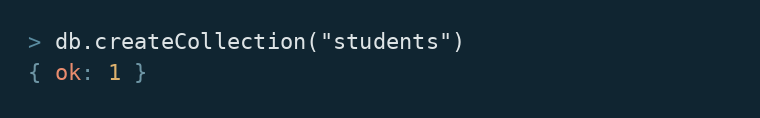 > db.createCollection("students")
{ ok: 1 }